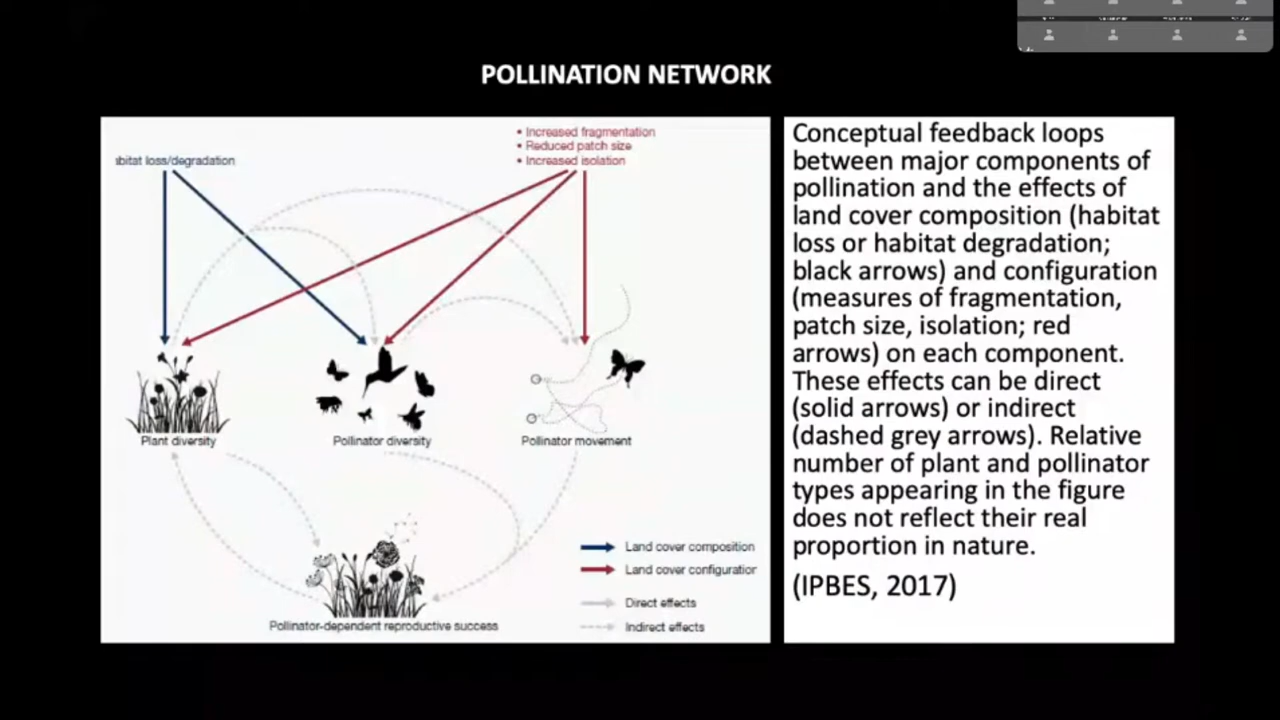 POLLINATION NETWORK
bitat loss/degradation
• Increased fragmentation
• Reduced patch size
• Increased isolation
Plant diversity
Pollinator diversity
Pollinator movement
Pollinator-dependent reproductive success
Land cover composition
Land cover configuration
Direct effects
Indirect effects
Conceptual feedback loops
between major components of
pollination and the effects of
land cover composition (habitat
loss or habitat degradation;
black arrows) and configuration
(measures of fragmentation,
patch size, isolation; red
arrows) on each component.
These effects can be direct
(solid arrows) or indirect
(dashed grey arrows). Relative
number of plant and pollinator
types appearing in the figure
does not reflect their real
proportion in nature.
(IPBES, 2017)